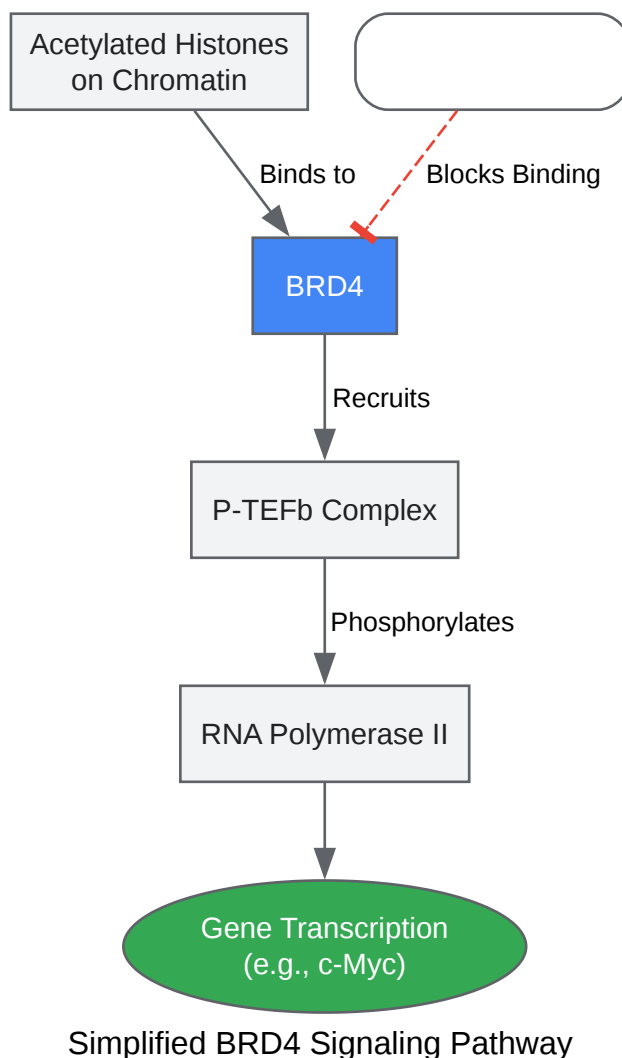 Acetylated Histones
on Chromatin
Binds to
Blocks Binding
BRD4
Recruits
P-TEFb Complex
Phosphorylates
RNA Polymerase II
Gene Transcription
(e.g., c-Myc)
Simplified BRD4 Signaling Pathway